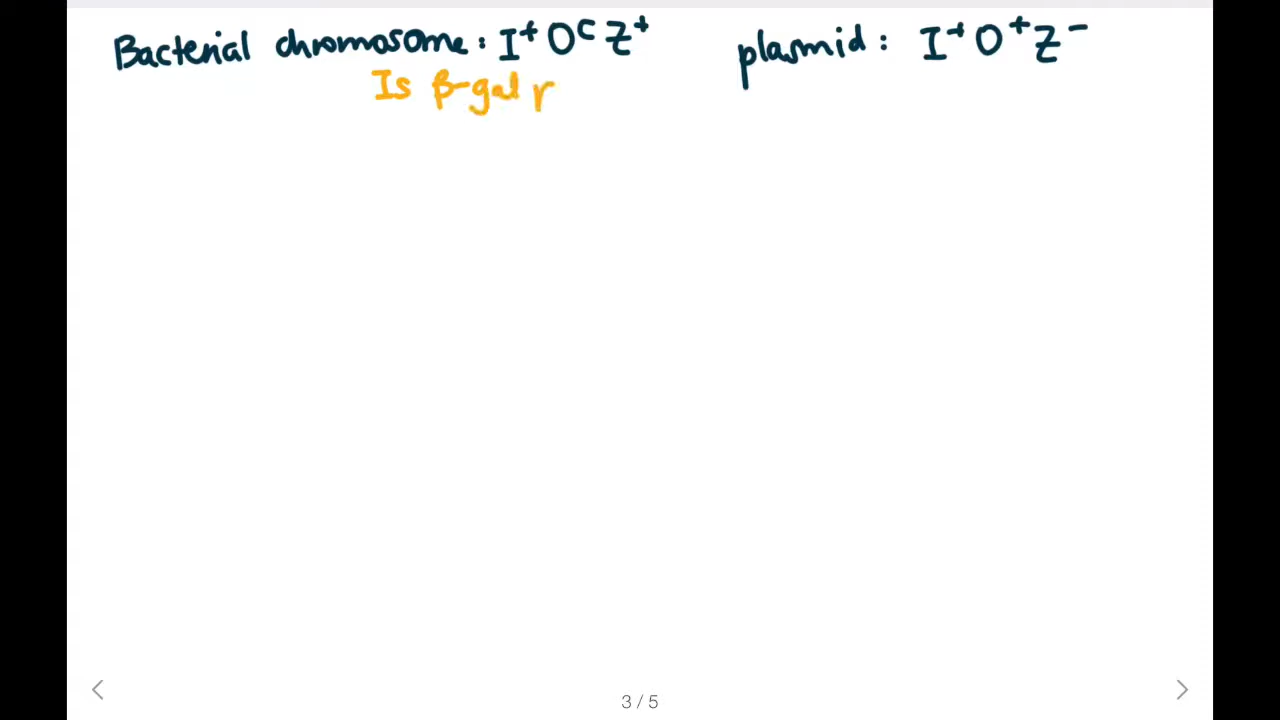 Bacterial chromosome: I⁺ Oᶜ Z⁺ plasmid: I⁺ O⁺ Z⁻
Is β-gal r
3 / 5